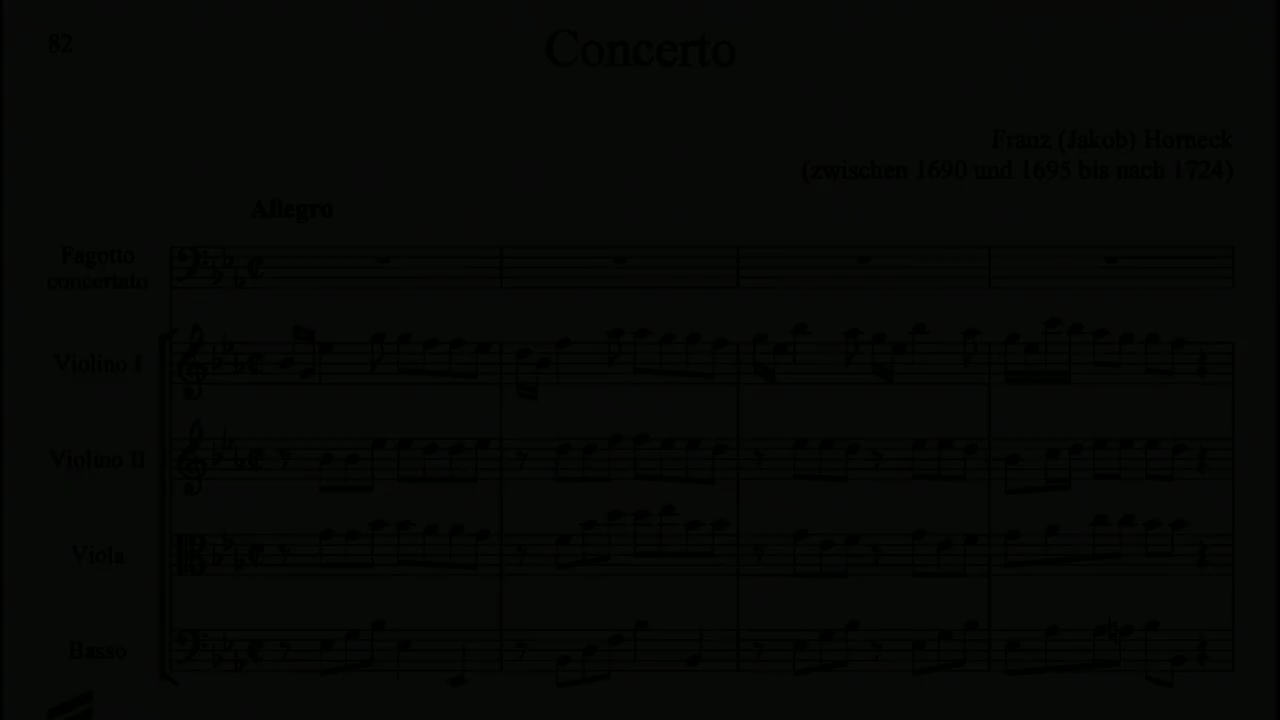 82
Concerto
Franz (Jakob) Horneck
(zwischen 1690 und 1695 bis nach 1724)
Allegro
Fagotto
concertato
Violino I
Violino II
Viola
Basso